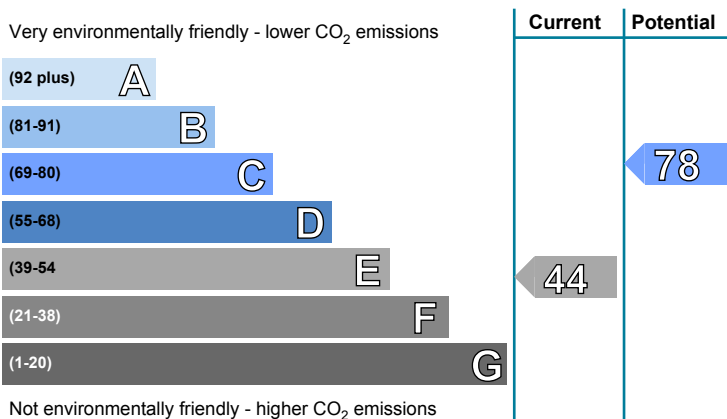 Very environmentally friendly - lower CO2 emissions
Current
Potential
(92 plus) A
(81-91) B
(69-80) C
78
(55-68) D
(39-54 E
44
(21-38) F
(1-20) G
Not environmentally friendly - higher CO2 emissions